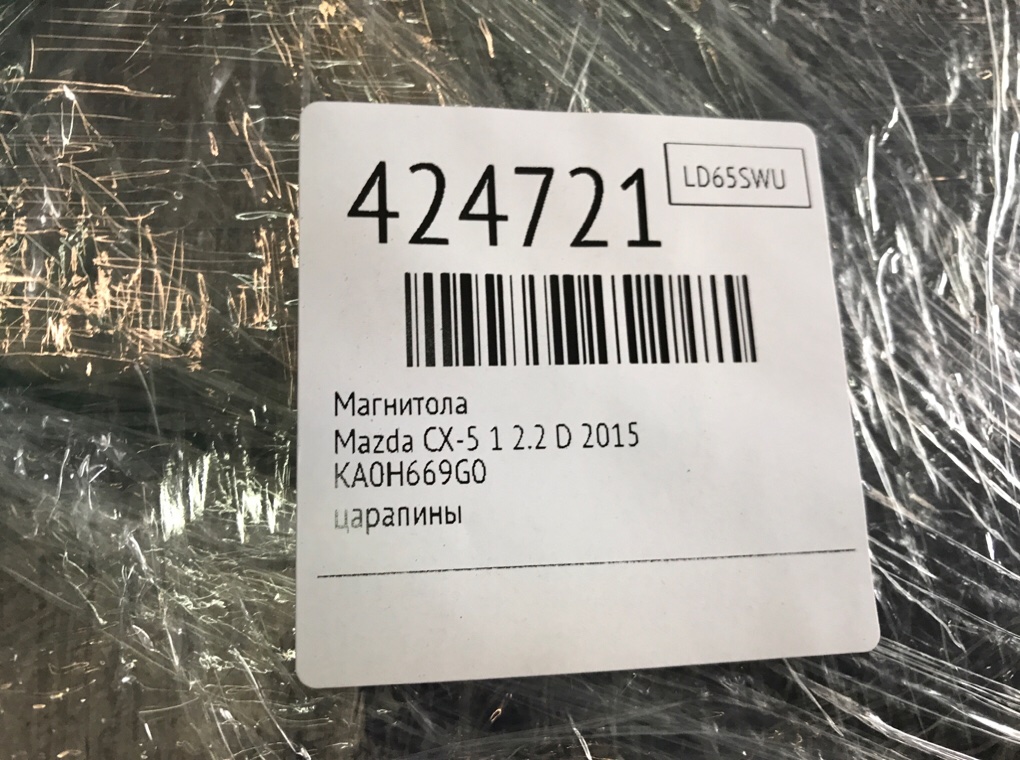 424721
LD65SWU
Магнитола
Mazda CX-5 1 2.2 D 2015
KA0H669G0
царапины